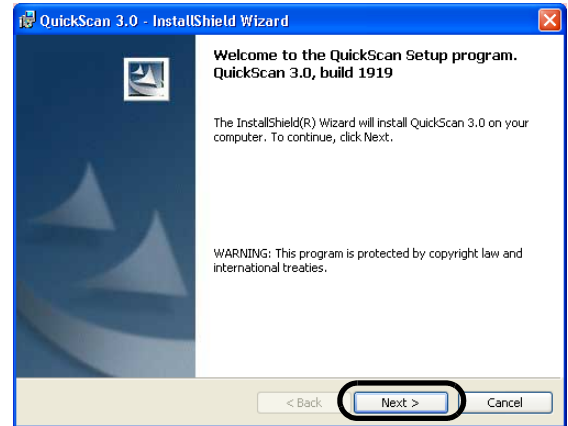 QuickScan 3.0 - InstallShield Wizard
Welcome to the QuickScan Setup program.
QuickScan 3.0, build 1919
The InstallShield(R) Wizard will install QuickScan 3.0 on your
computer. To continue, click Next.
WARNING: This program is protected by copyright law and
international treaties.
< Back Next > Cancel